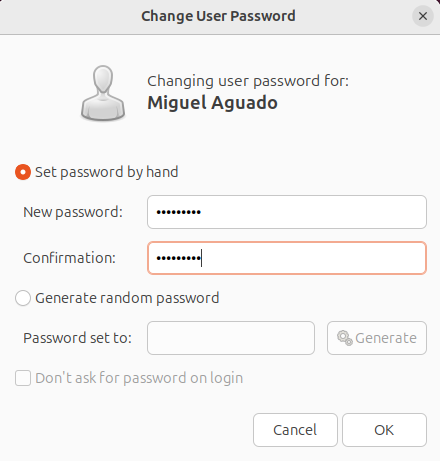 Change User Password
Changing user password for:
Miguel Aguado
Set password by hand
New password: •••••••••
Confirmation: •••••••••
Generate random password
Password set to: Generate
Don't ask for password on login
Cancel OK